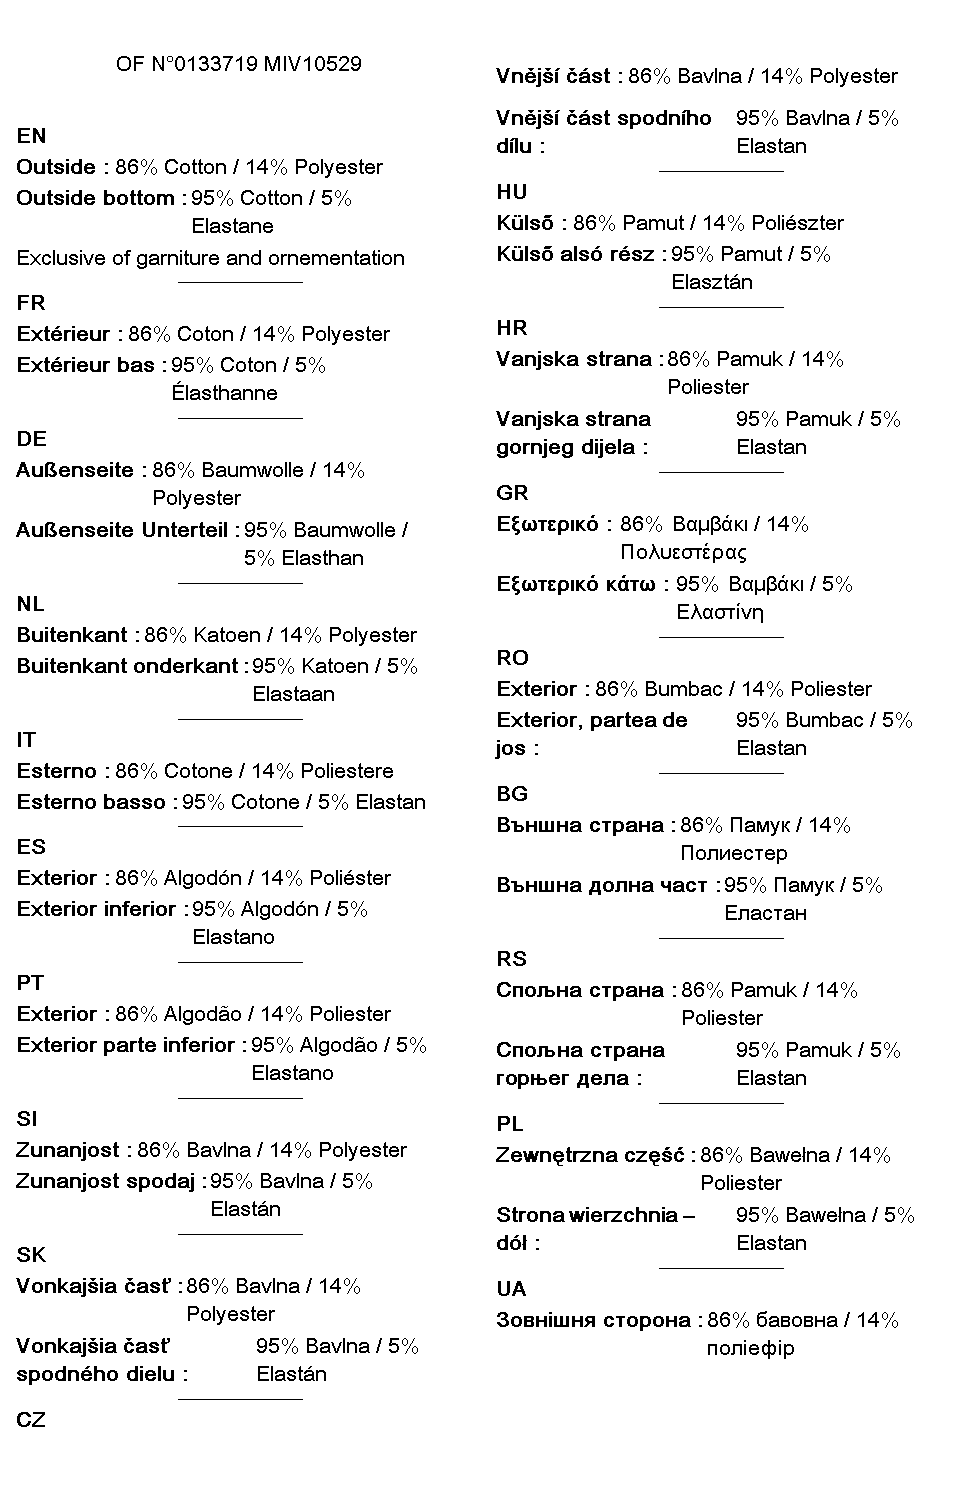 OF N°0133719 MIV10529
EN
Outside : 86% Cotton / 14% Polyester
Outside bottom : 95% Cotton / 5%
Elastane
Exclusive of garniture and ornementation
FR
Extérieur : 86% Coton / 14% Polyester
Extérieur bas : 95% Coton / 5%
Élasthanne
DE
Außenseite : 86% Baumwolle / 14%
Polyester
Außenseite Unterteil : 95% Baumwolle /
5% Elasthan
NL
Buitenkant : 86% Katoen / 14% Polyester
Buitenkant onderkant : 95% Katoen / 5%
Elastaan
IT
Esterno : 86% Cotone / 14% Poliestere
Esterno basso : 95% Cotone / 5% Elastan
ES
Exterior : 86% Algodón / 14% Poliéster
Exterior inferior : 95% Algodón / 5%
Elastano
PT
Exterior : 86% Algodão / 14% Poliester
Exterior parte inferior : 95% Algodão / 5%
Elastano
SI
Zunanjost : 86% Bavlna / 14% Polyester
Zunanjost spodaj : 95% Bavlna / 5%
Elastán
SK
Vonkajšia časť : 86% Bavlna / 14%
Polyester
Vonkajšia časť 95% Bavlna / 5%
spodného dielu : Elastán
CZ
Vnější část : 86% Bavlna / 14% Polyester
Vnější část spodního 95% Bavlna / 5%
dílu : Elastan
HU
Külső : 86% Pamut / 14% Poliészter
Külső alsó rész : 95% Pamut / 5%
Elasztán
HR
Vanjska strana : 86% Pamuk / 14%
Poliester
Vanjska strana 95% Pamuk / 5%
gornjeg dijela : Elastan
GR
Εξωτερικό : 86% Βαμβάκι / 14%
Πολυεστέρας
Εξωτερικό κάτω : 95% Βαμβάκι / 5%
Ελαστίνη
RO
Exterior : 86% Bumbac / 14% Poliester
Exterior, partea de 95% Bumbac / 5%
jos : Elastan
BG
Външна страна : 86% Памук / 14%
Полиестер
Външна долна част : 95% Памук / 5%
Еластан
RS
Спољна страна : 86% Pamuk / 14%
Poliester
Спољна страна 95% Pamuk / 5%
горњег дела : Elastan
PL
Zewnętrzna część : 86% Bawełna / 14%
Poliester
Strona wierzchnia – 95% Bawełna / 5%
dół : Elastan
UA
Зовнішня сторона : 86% бавовна / 14%
поліефір